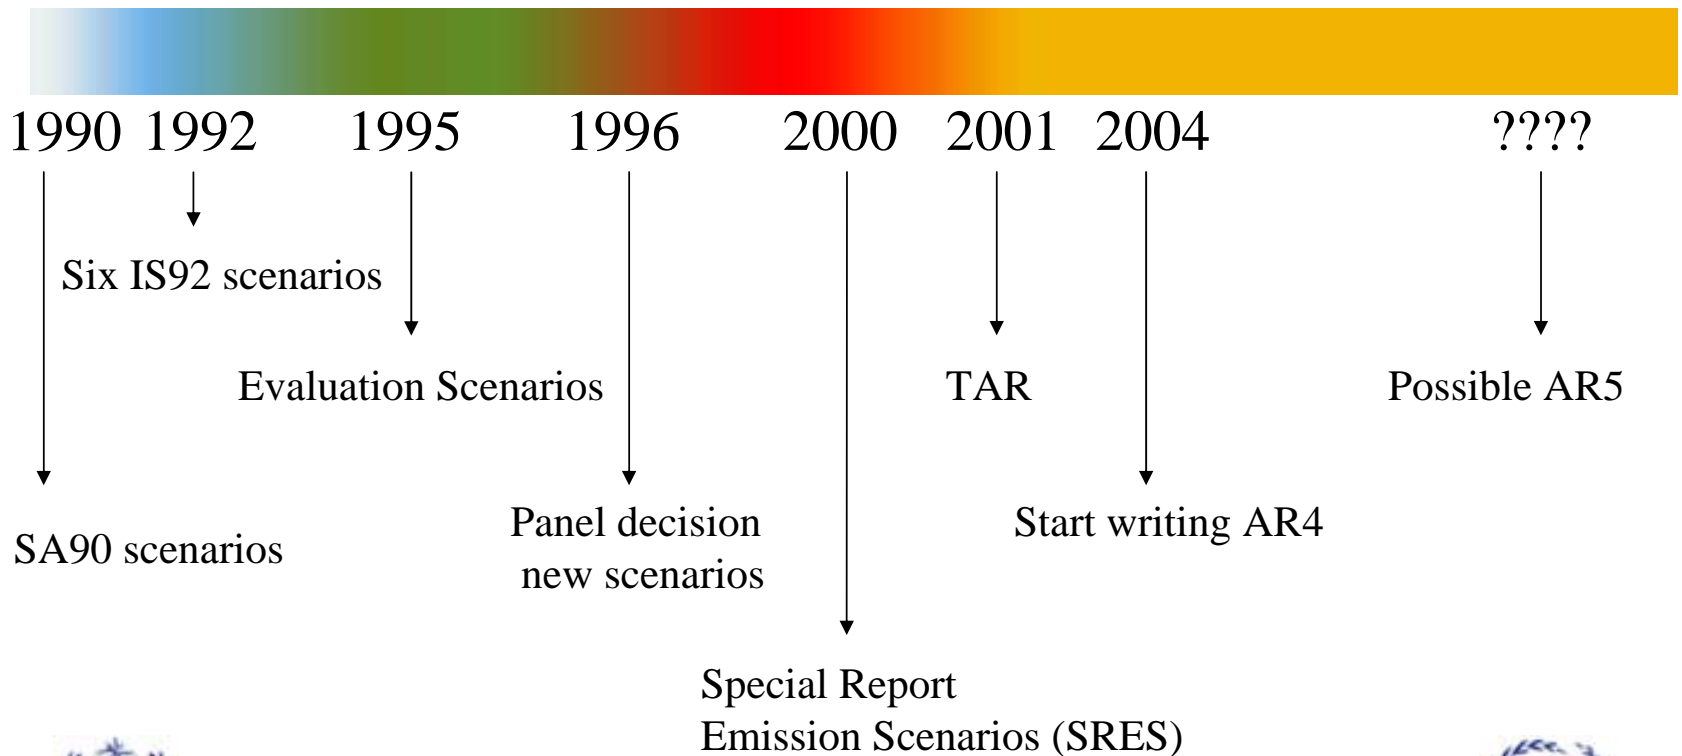 1990 1992 1995 1996 2000 2001 2004 ????
Six IS92 scenarios
Evaluation Scenarios
TAR
Possible AR5
SA90 scenarios
Panel decision
new scenarios
Start writing AR4
Special Report
Emission Scenarios (SRES)